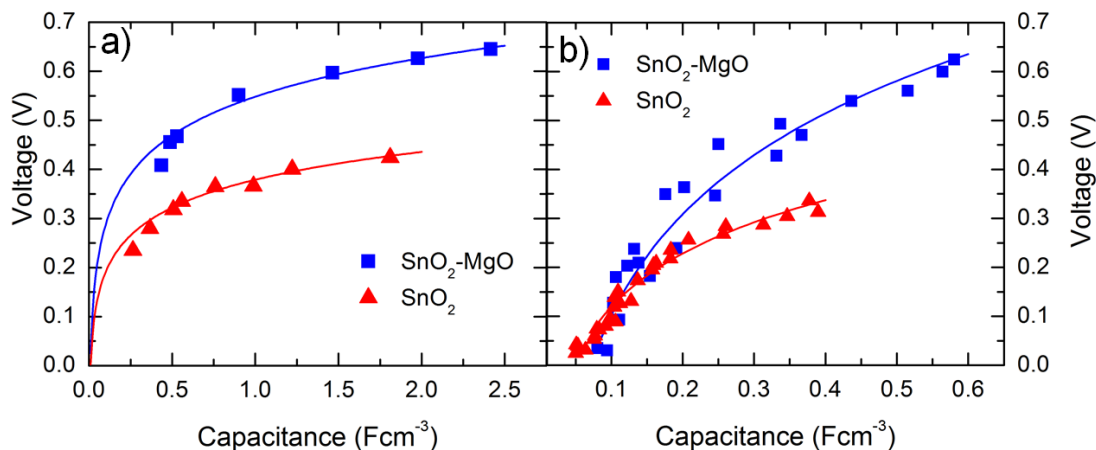 a)
Voltage (V)
0.7
0.6
0.5
0.4
0.3
0.2
0.1
0.0
SnO₂-MgO
SnO₂
0.0 0.5 1.0 1.5 2.0 2.5
Capacitance (Fcm⁻³)
b)
SnO₂-MgO
SnO₂
0.1 0.2 0.3 0.4 0.5 0.6
Capacitance (Fcm⁻³)
0.7
0.6
0.5
0.4
0.3
0.2
0.1
0.0
Voltage (V)